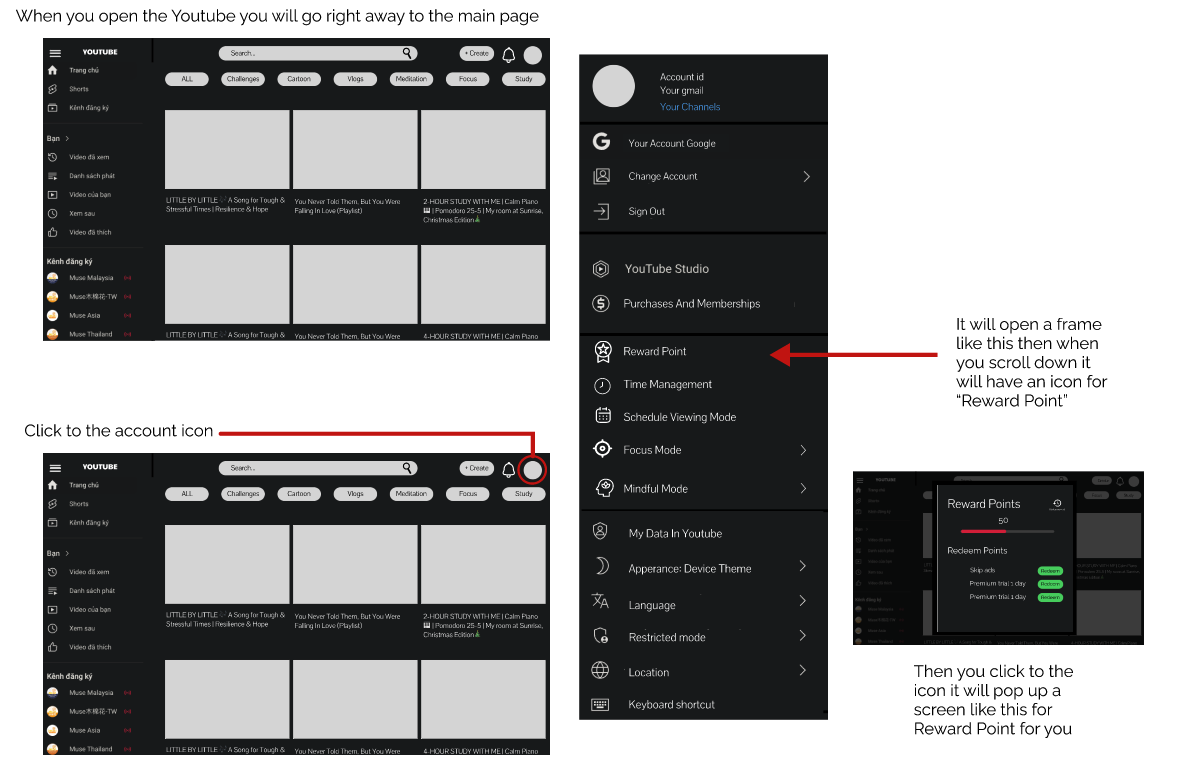 When you open the Youtube you will go right away to the main page
YOUTUBE
Search...
+ Create
Trang chủ
Shorts
Kênh đăng ký
Bạn >
Video đã xem
Danh sách phát
Video của bạn
Xem sau
Video đã thích
Kênh đăng ký
Muse Malaysia
Muse木棉花-TW
Muse Asia
Muse Thailand
ALL
Challenges
Cartoon
Vlogs
Meditation
Focus
Study
LITTLE BY LITTLE ♡ A Song for Tough &
Stressful Times | Resilience & Hope
You Never Told Them, But You Were
Falling In Love (Playlist)
2-HOUR STUDY WITH ME | Calm Piano
🎹 | Pomodoro 25-5 | My room at Sunrise,
Christmas Edition🎄
LITTLE BY LITTLE ♡ A Song for Tough &
You Never Told Them, But You Were
4-HOUR STUDY WITH ME | Calm Piano
Click to the account icon
YOUTUBE
Search...
+ Create
Trang chủ
Shorts
Kênh đăng ký
Bạn >
Video đã xem
Danh sách phát
Video của bạn
Xem sau
Video đã thích
Kênh đăng ký
Muse Malaysia
Muse木棉花-TW
Muse Asia
Muse Thailand
ALL
Challenges
Cartoon
Vlogs
Meditation
Focus
Study
LITTLE BY LITTLE ♡ A Song for Tough &
Stressful Times | Resilience & Hope
You Never Told Them, But You Were
Falling In Love (Playlist)
2-HOUR STUDY WITH ME | Calm Piano
🎹 | Pomodoro 25-5 | My room at Sunrise,
Christmas Edition🎄
LITTLE BY LITTLE ♡ A Song for Tough &
You Never Told Them, But You Were
4-HOUR STUDY WITH ME | Calm Piano
Account id
Your gmail
Your Channels
Your Account Google
Change Account
Sign Out
YouTube Studio
Purchases And Memberships
Reward Point
Time Management
Schedule Viewing Mode
Focus Mode
Mindful Mode
My Data In Youtube
Apperance: Device Theme
Language
Restricted mode
Location
Keyboard shortcut
It will open a frame
like this then when
you scroll down it
will have an icon for
“Reward Point”
YOUTUBE
Reward Points
50
Redeem Points
Skip ads Redeem
Premium trial 1 day Redeem
Premium trial 1 day Redeem
Then you click to the
icon it will pop up a
screen like this for
Reward Point for you